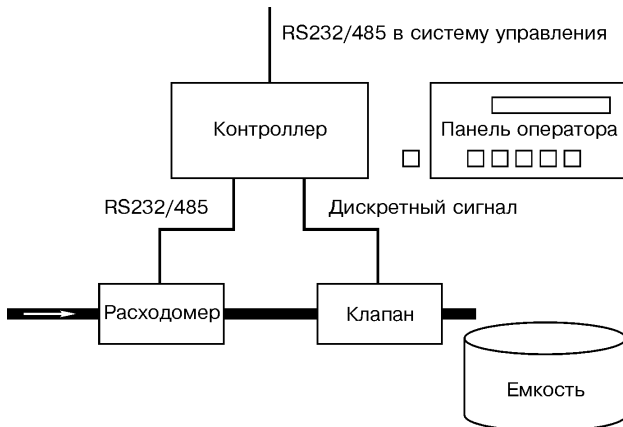 RS232/485 в систему управления
Контроллер
Панель оператора
RS232/485
Дискретный сигнал
Расходомер
Клапан
Емкость